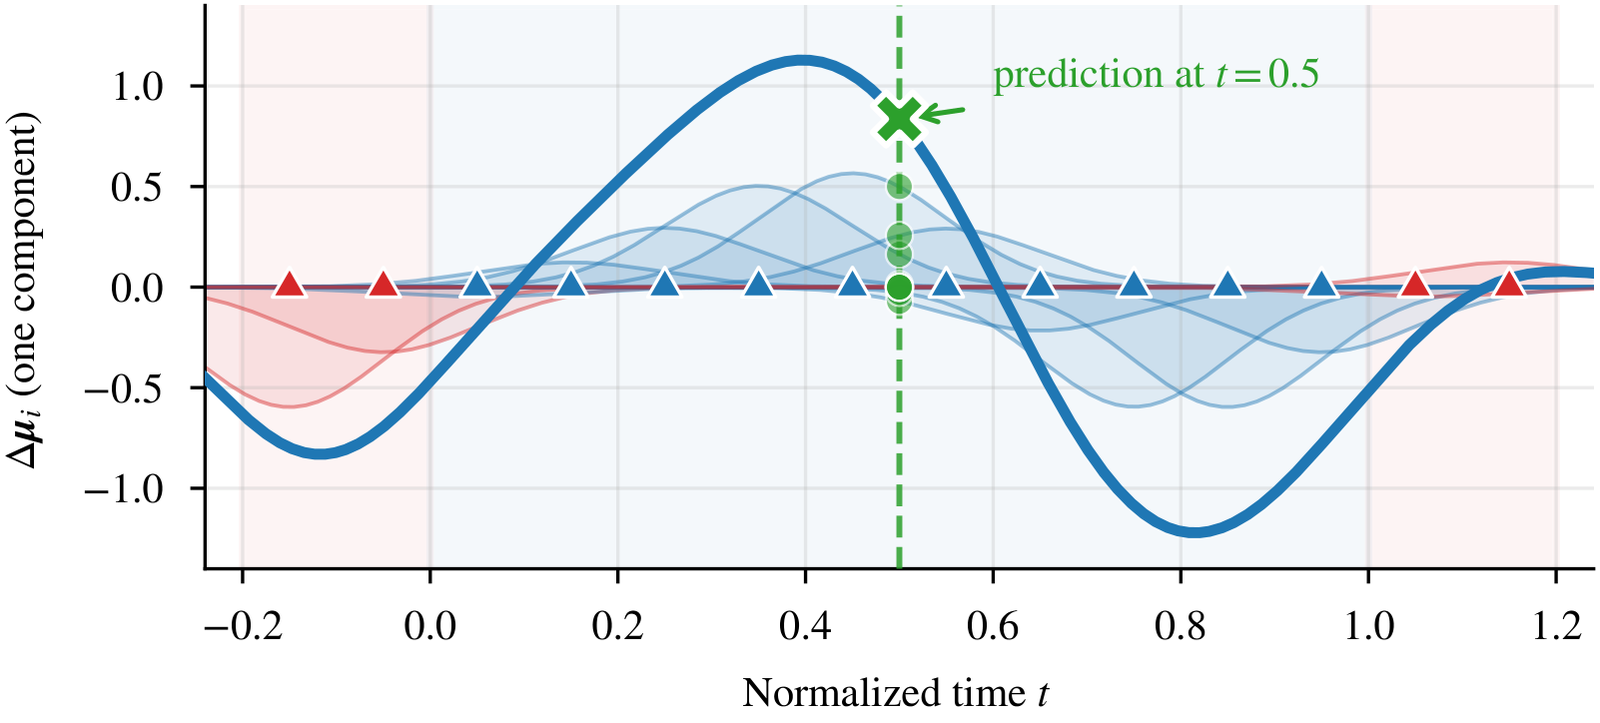 prediction at t = 0.5
Δμᵢ (one component)
1.0
0.5
0.0
−0.5
−1.0
−0.2 0.0 0.2 0.4 0.6 0.8 1.0 1.2
Normalized time t